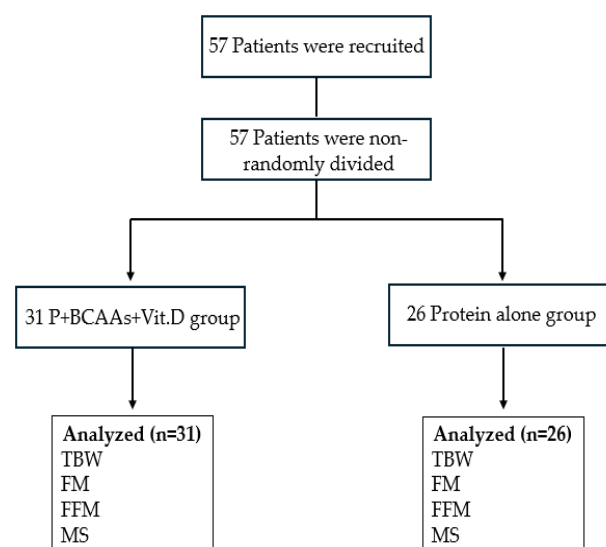 57 Patients were recruited
57 Patients were non-
randomly divided
31 P+BCAAs+Vit.D group
26 Protein alone group
Analyzed (n=31)
TBW
FM
FFM
MS
Analyzed (n=26)
TBW
FM
FFM
MS